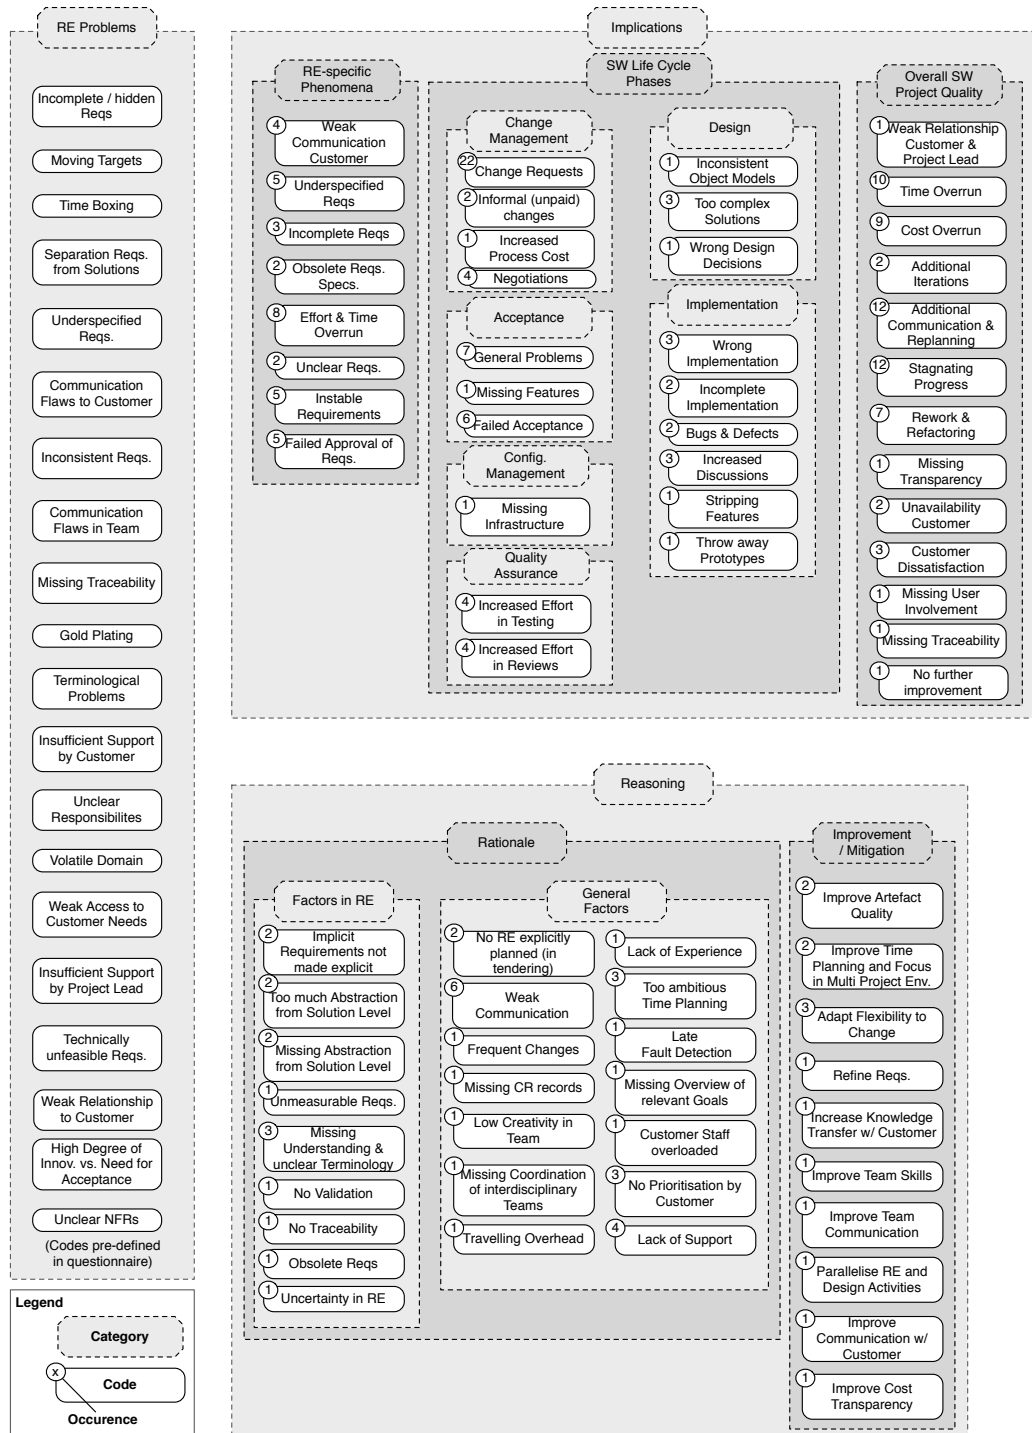 RE Problems
Incomplete / hidden
Reqs
Moving Targets
Time Boxing
Separation Reqs.
from Solutions
Underspecified
Reqs.
Communication
Flaws to Customer
Inconsistent Reqs.
Communication
Flaws in Team
Missing Traceability
Gold Plating
Terminological
Problems
Insufficient Support
by Customer
Unclear
Responsibilites
Volatile Domain
Weak Access to
Customer Needs
Insufficient Support
by Project Lead
Technically
unfeasible Reqs.
Weak Relationship
to Customer
High Degree of
Innov. vs. Need for
Acceptance
Unclear NFRs
(Codes pre-defined
in questionnaire)
Legend
Category
x
Code
Occurence
Implications
RE-specific
Phenomena
4
Weak
Communication
Customer
5
Underspecified
Reqs
3
Incomplete Reqs
2
Obsolete Reqs.
Specs.
8
Effort & Time
Overrun
2
Unclear Reqs.
5
Instable
Requirements
5
Failed Approval of
Reqs.
SW Life Cycle
Phases
Change
Management
22
Change Requests
2
Informal (unpaid)
changes
1
Increased
Process Cost
4
Negotiations
Acceptance
7
General Problems
1
Missing Features
6
Failed Acceptance
Config.
Management
1
Missing
Infrastructure
Quality
Assurance
4
Increased Effort
in Testing
4
Increased Effort
in Reviews
Design
1
Inconsistent
Object Models
3
Too complex
Solutions
1
Wrong Design
Decisions
Implementation
3
Wrong
Implementation
2
Incomplete
Implementation
2
Bugs & Defects
3
Increased
Discussions
1
Stripping
Features
1
Throw away
Prototypes
Overall SW
Project Quality
1
Weak Relationship
Customer &
Project Lead
10
Time Overrun
9
Cost Overrun
2
Additional
Iterations
12
Additional
Communication &
Replanning
12
Stagnating
Progress
7
Rework &
Refactoring
1
Missing
Transparency
2
Unavailability
Customer
3
Customer
Dissatisfaction
1
Missing User
Involvement
1
Missing Traceability
1
No further
improvement
Reasoning
Rationale
Factors in RE
2
Implicit
Requirements not
made explicit
2
Too much Abstraction
from Solution Level
2
Missing Abstraction
from Solution Level
1
Unmeasurable Reqs.
3
Missing
Understanding &
unclear Terminology
1
No Validation
1
No Traceability
1
Obsolete Reqs
1
Uncertainty in RE
General
Factors
2
No RE explicitly
planned (in
tendering)
6
Weak
Communication
1
Frequent Changes
1
Missing CR records
1
Low Creativity in
Team
1
Missing Coordination
of interdisciplinary
Teams
1
Travelling Overhead
1
Lack of Experience
3
Too ambitious
Time Planning
1
Late
Fault Detection
1
Missing Overview of
relevant Goals
1
Customer Staff
overloaded
3
No Prioritisation by
Customer
4
Lack of Support
Improvement
/ Mitigation
2
Improve Artefact
Quality
2
Improve Time
Planning and Focus
in Multi Project Env.
3
Adapt Flexibility to
Change
1
Refine Reqs.
1
Increase Knowledge
Transfer w/ Customer
1
Improve Team Skills
1
Improve Team
Communication
1
Parallelise RE and
Design Activities
1
Improve
Communication w/
Customer
1
Improve Cost
Transparency